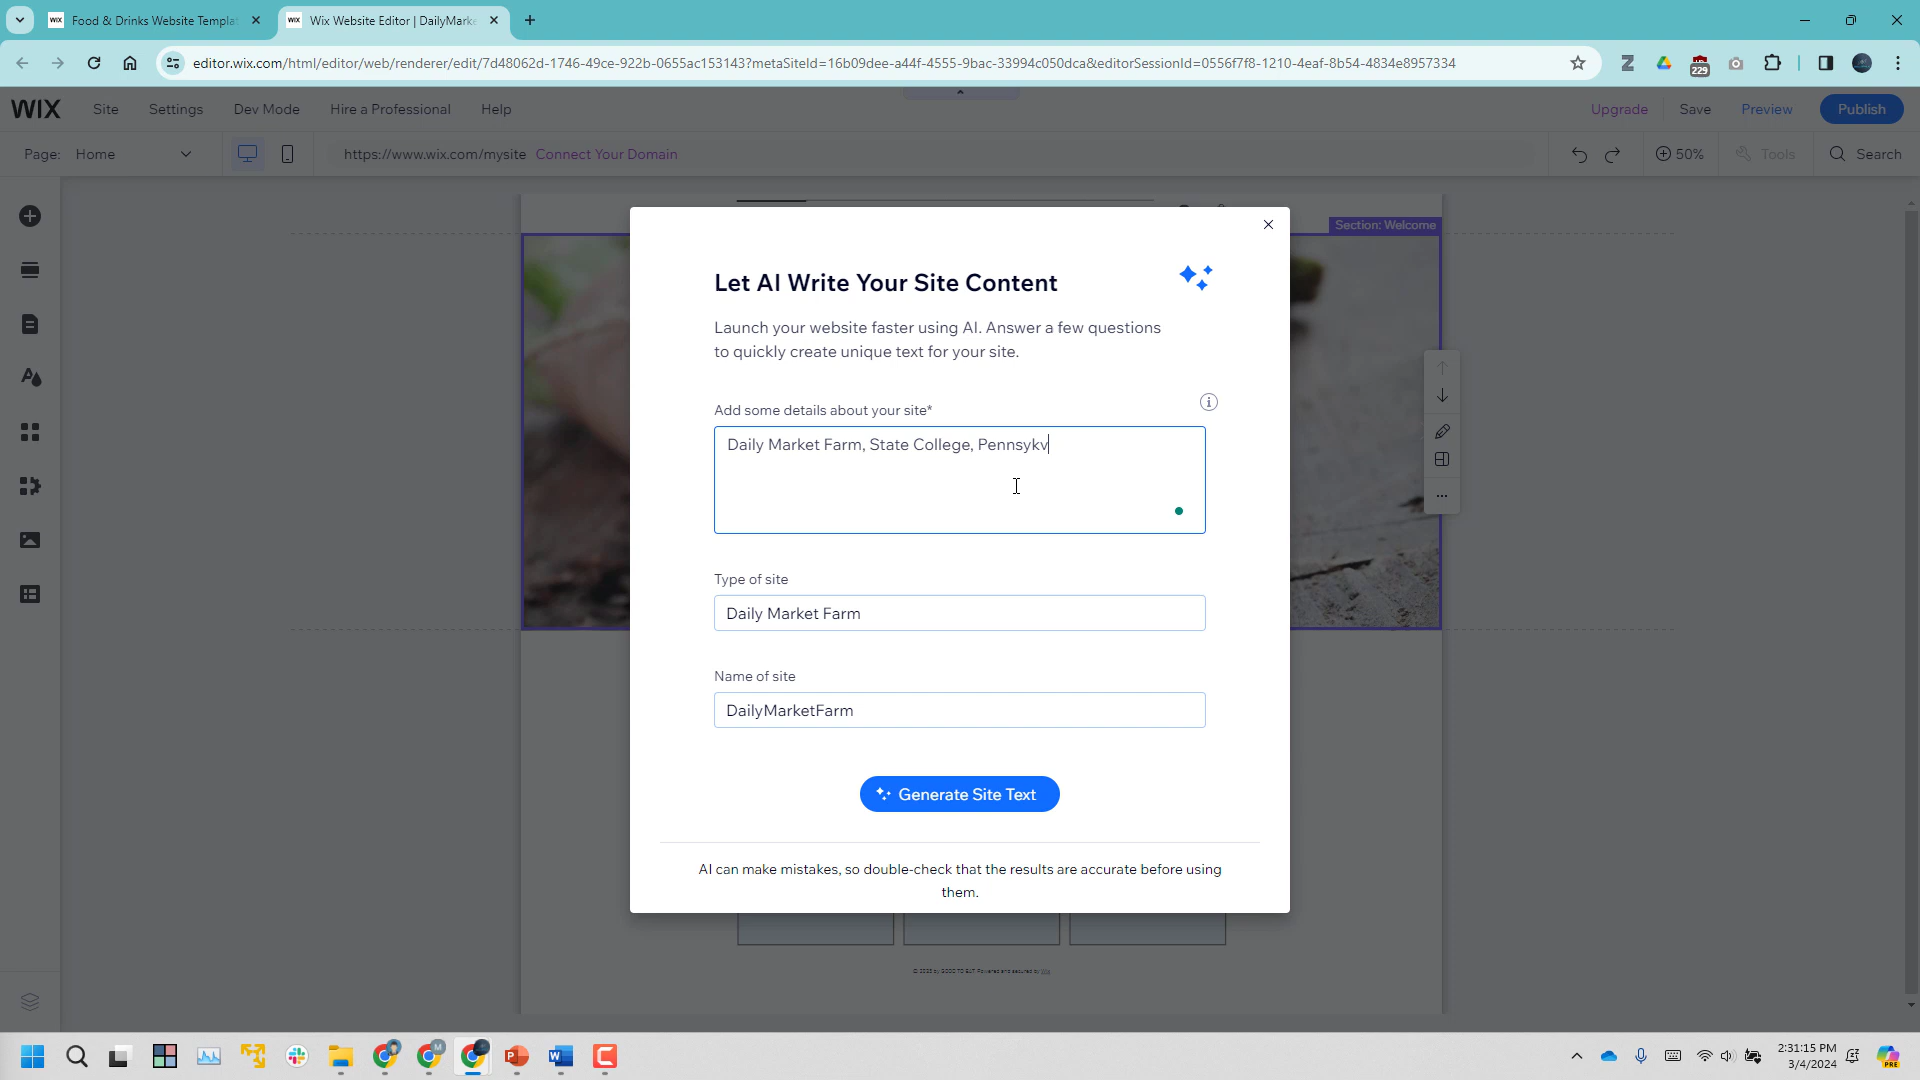 Food & Drinks Website Templa
Wix Website Editor | DailyMarke
editor.wix.com/html/editor/web/renderer/edit/7d48062d-1746-49ce-922b-0655ac153143?metaSiteId=16b09dee-a44f-4555-9bac-33994c050dca&editorSessionId=0556f7f8-1210-4eaf-8b54-4834e8957334
229
WIX Site Settings Dev Mode Hire a Professional Help Upgrade Save Preview Publish
Page: Home https://www.wix.com/mysite Connect Your Domain 50% Tools Search
Section: Welcome
Let AI Write Your Site Content
Launch your website faster using AI. Answer a few questions
to quickly create unique text for your site.
Add some details about your site*
Daily Market Farm, State College, Pennsykv
Type of site
Daily Market Farm
Name of site
DailyMarketFarm
Generate Site Text
AI can make mistakes, so double-check that the results are accurate before using
them.
2:31:15 PM
3/4/2024